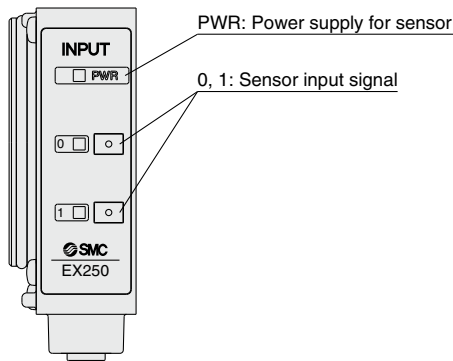 PWR: Power supply for sensor
INPUT
PWR
0, 1: Sensor input signal
0
1
SMC
EX250